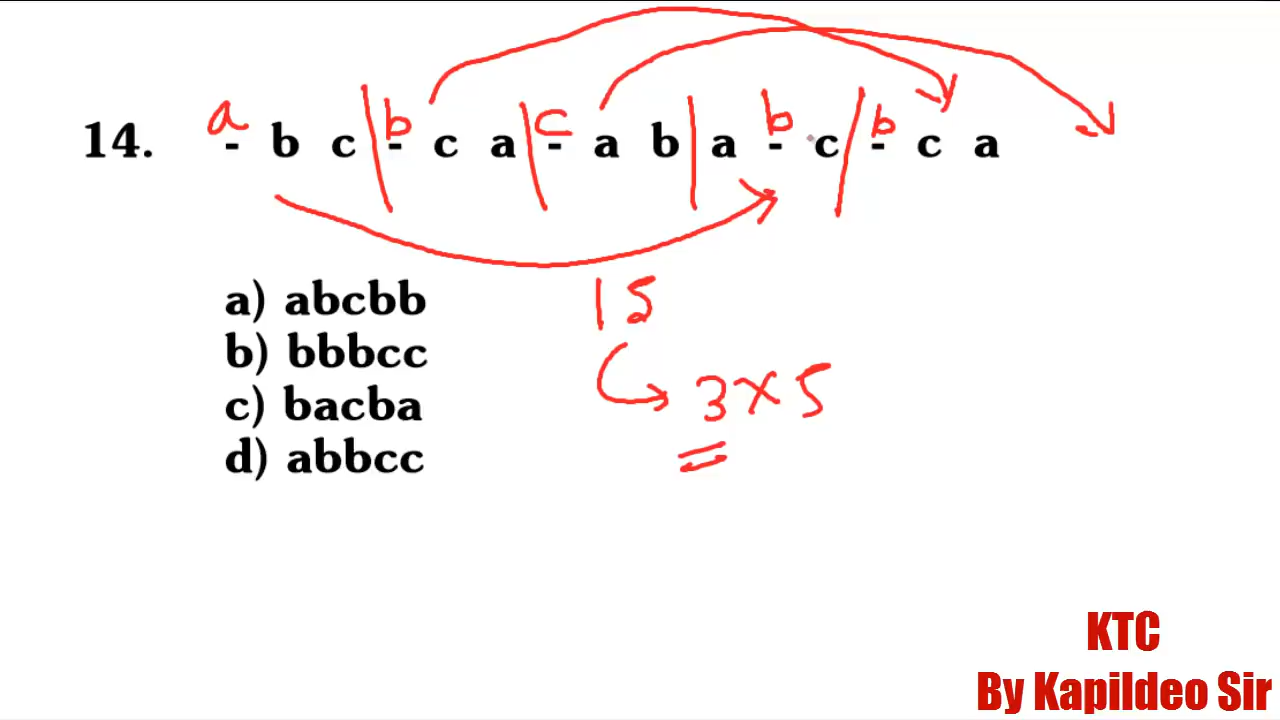 a b c b b
14. - b c - c a - a b a - c - c a
a) abcbb
15
b) bbbcc
c) bacba
3 x 5
d) abbcc
KTC
By Kapildeo Sir